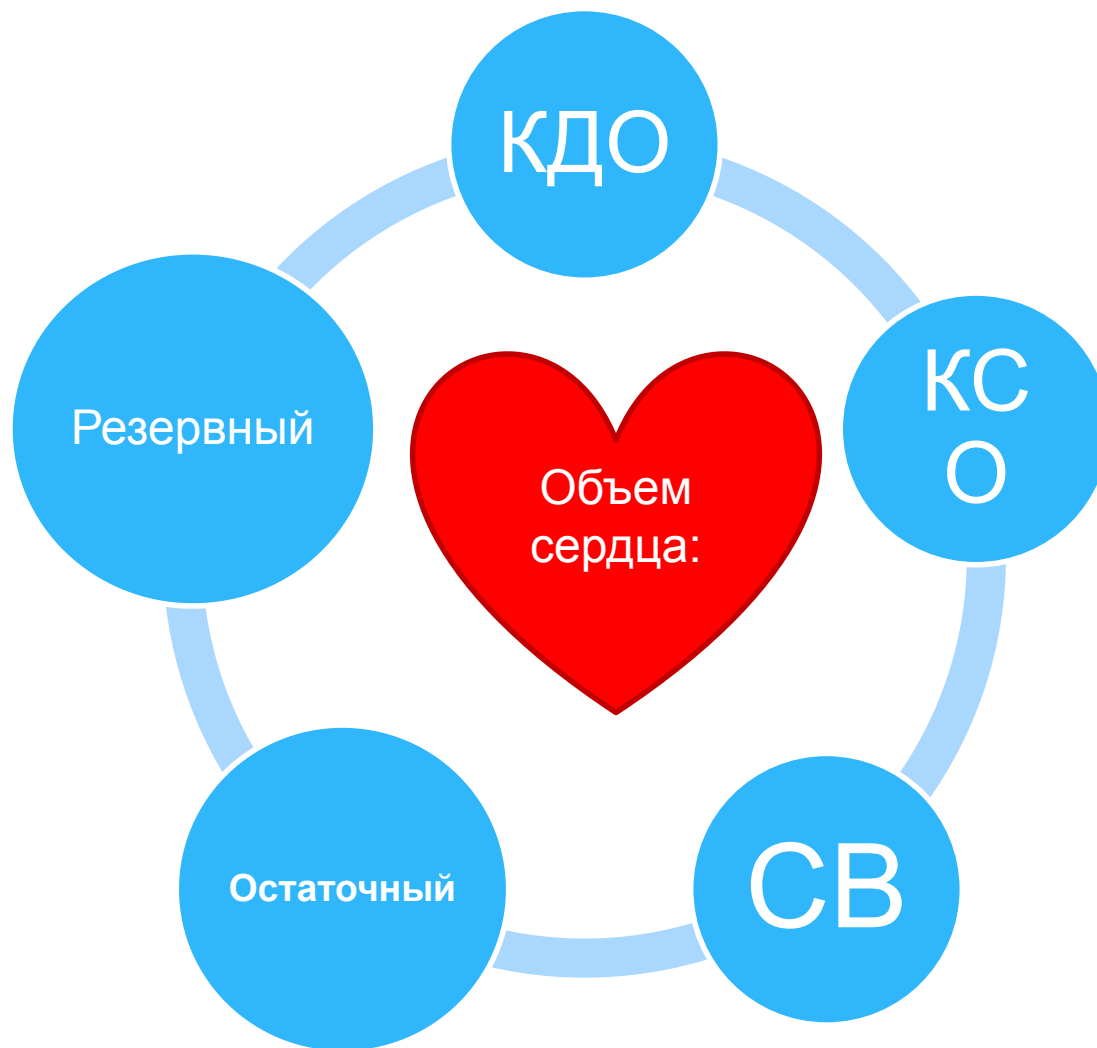 КДО
КС
О
Резервный
Объем
сердца:
Остаточный
СВ